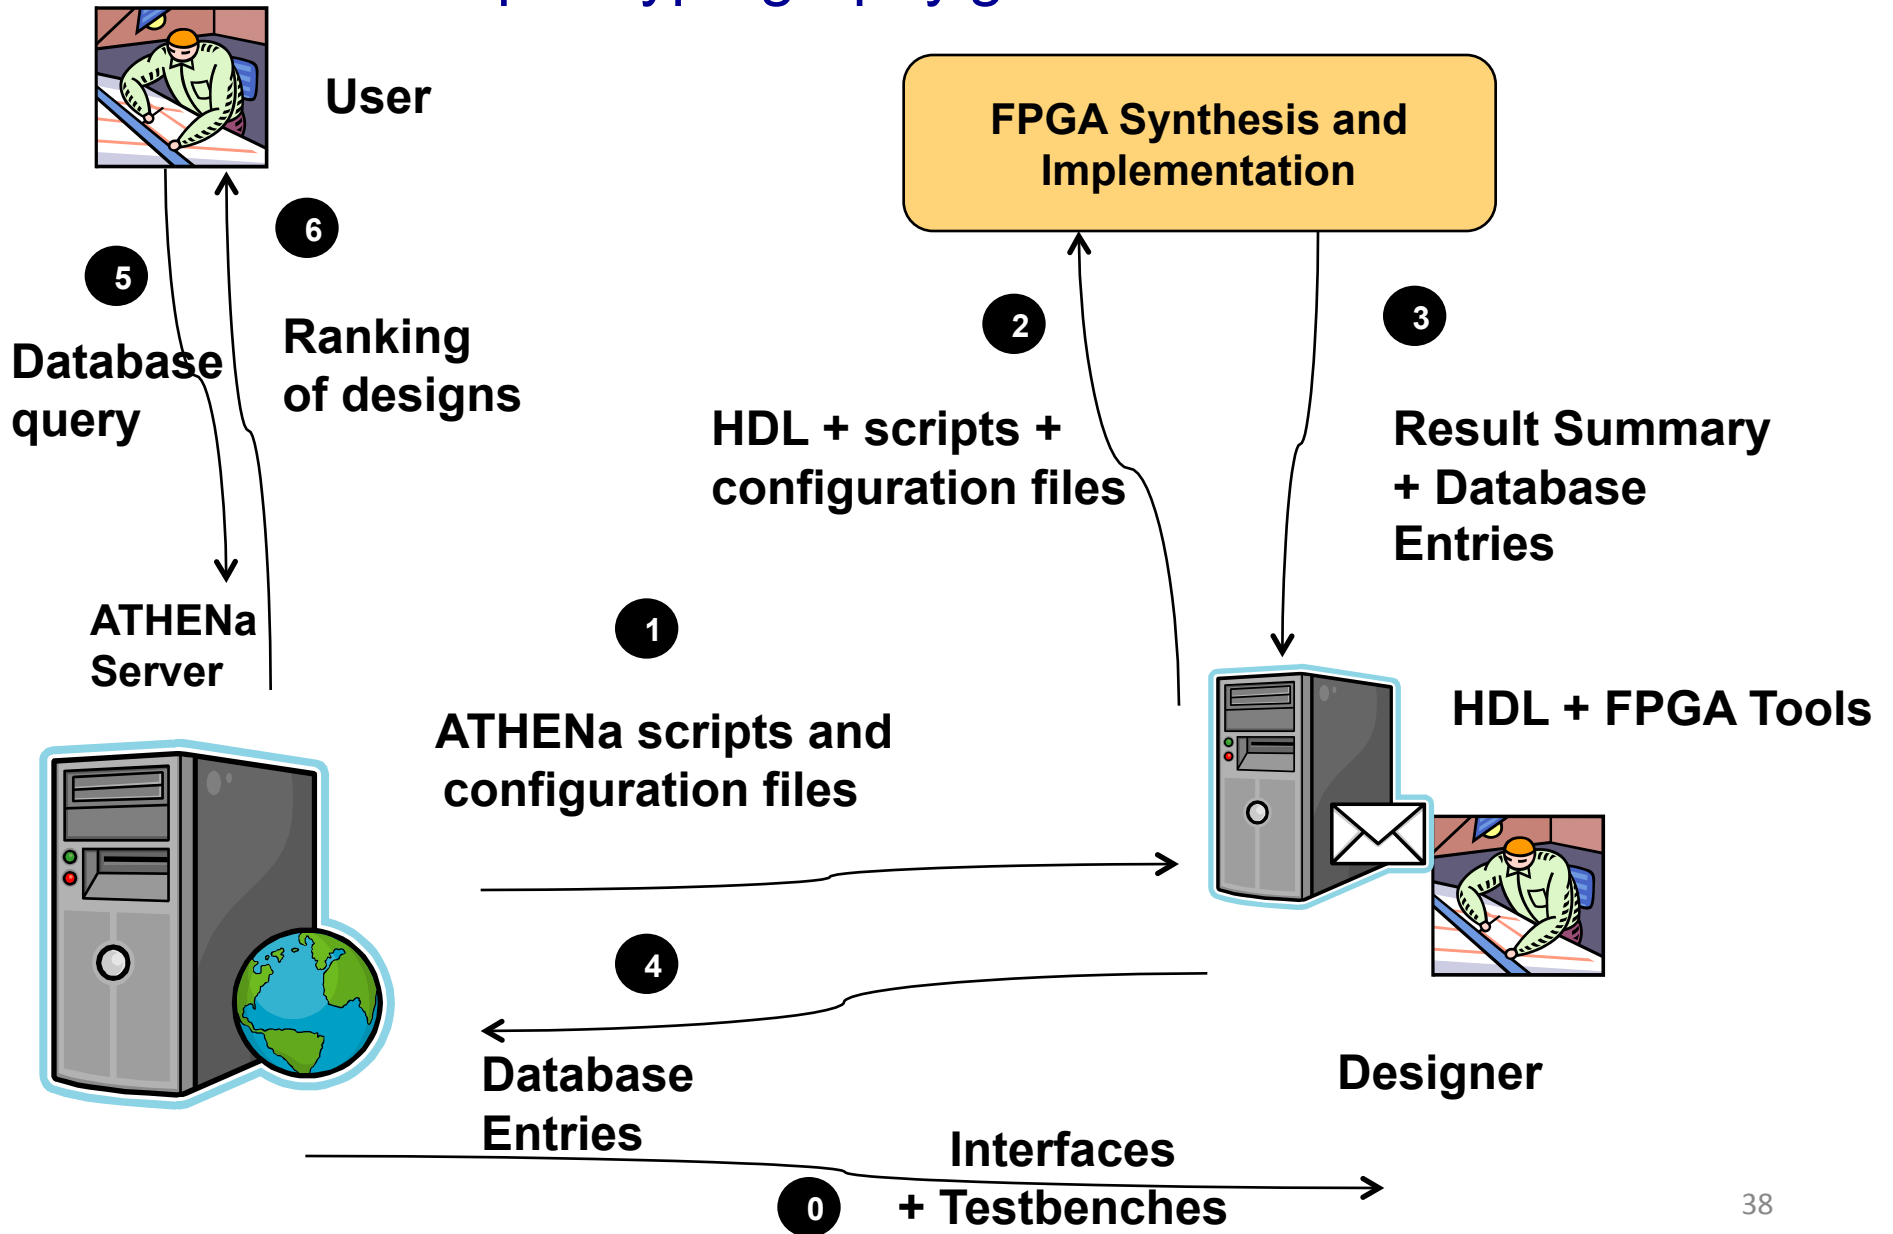 User
FPGA Synthesis and
Implementation
6
5
2
3
Ranking
of designs
Database
query
HDL + scripts +
configuration files
Result Summary
+ Database
Entries
ATHENa
Server
1
HDL + FPGA Tools
ATHENa scripts and
configuration files
4
Database
Entries
Designer
Interfaces
+ Testbenches
0
38